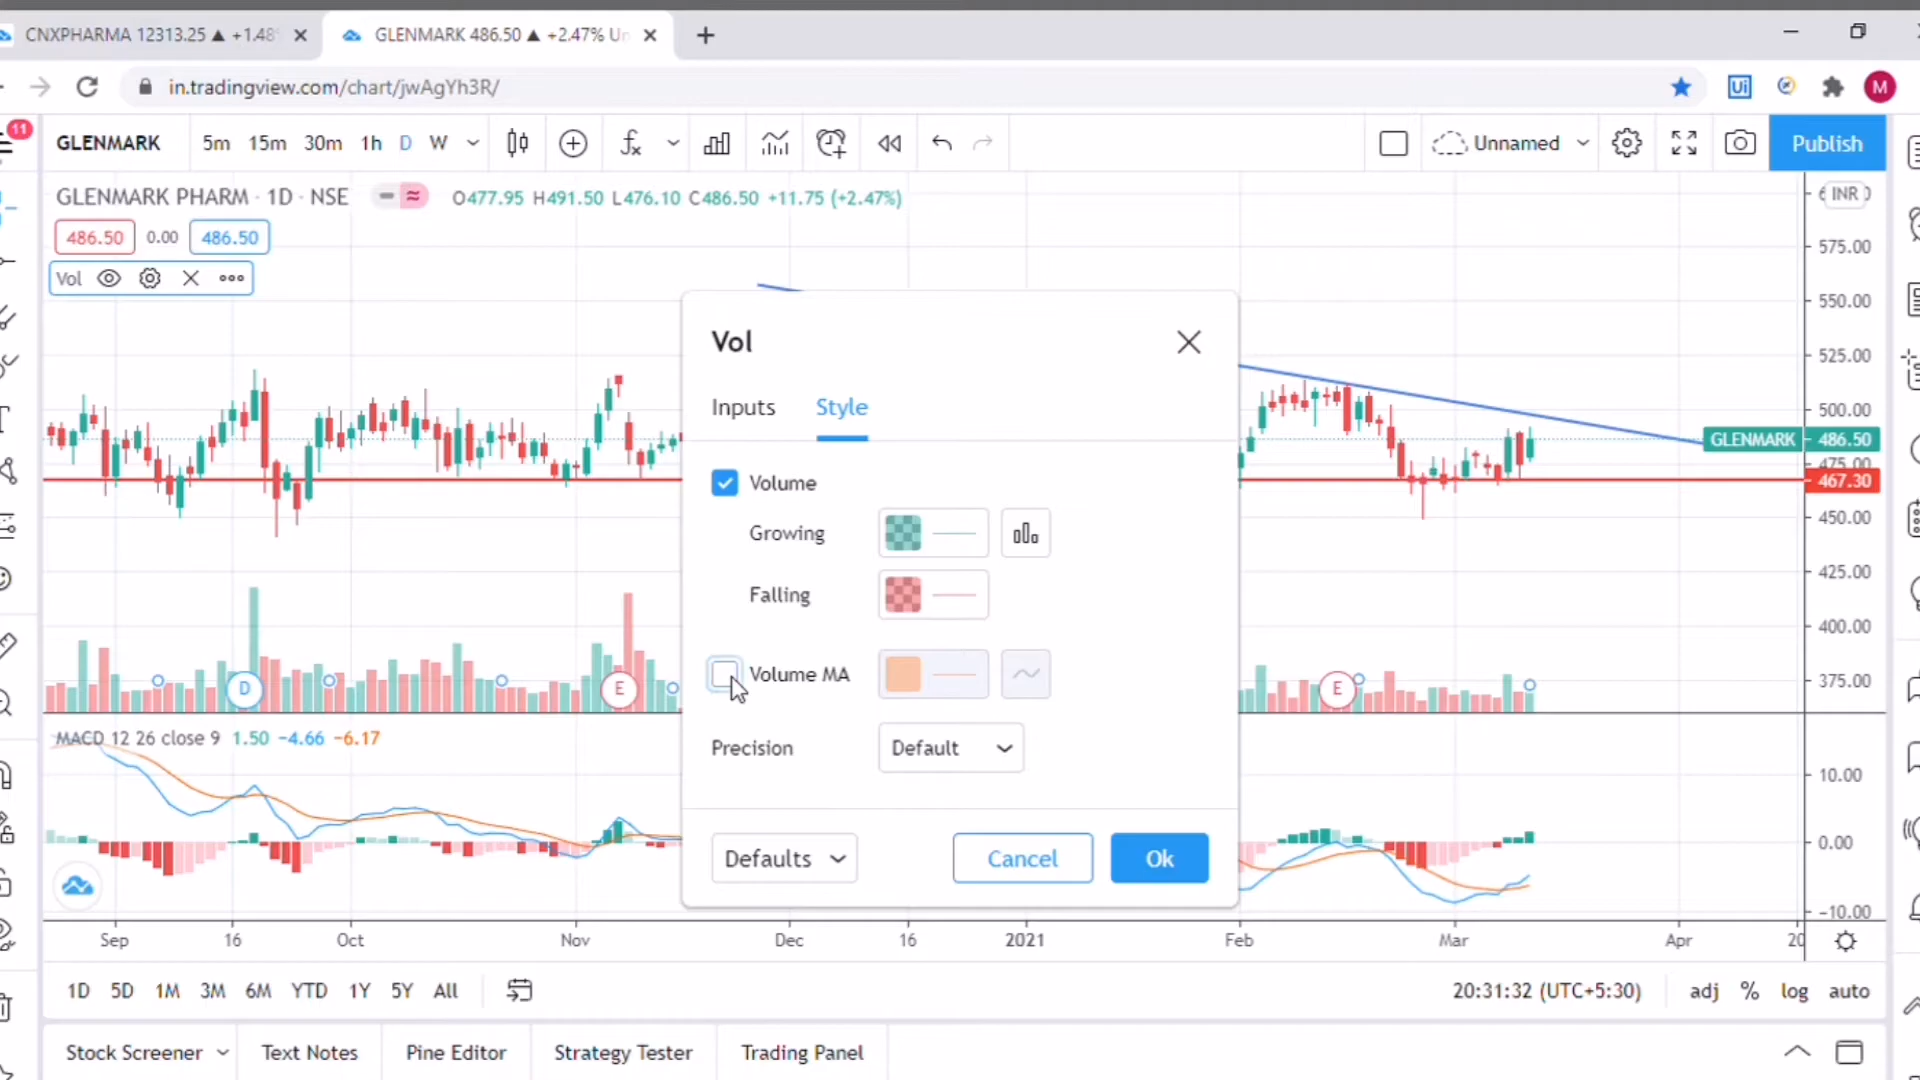 CNXPHARMA 12313.25 ▲ +1.48
GLENMARK 486.50 ▲ +2.47% Un
in.tradingview.com/chart/jwAgYh3R/
Ui
M
11
GLENMARK
5m 15m 30m 1h D W
Unnamed
Publish
GLENMARK PHARM · 1D · NSE
O477.95 H491.50 L476.10 C486.50 +11.75 (+2.47%)
INR
486.50 0.00 486.50
575.00
Vol
550.00
Vol
525.00
Inputs
Style
500.00
GLENMARK 486.50
475.00
467.30
Volume
450.00
Growing
425.00
Falling
400.00
Volume MA
375.00
D
E
E
MACD 12 26 close 9 1.50 −4.66 −6.17
Precision
Default
10.00
0.00
Defaults
Cancel
Ok
−10.00
Sep 16 Oct Nov Dec 16 2021 Feb Mar Apr 20
1D 5D 1M 3M 6M YTD 1Y 5Y All
20:31:32 (UTC+5:30)
adj % log auto
Stock Screener
Text Notes
Pine Editor
Strategy Tester
Trading Panel